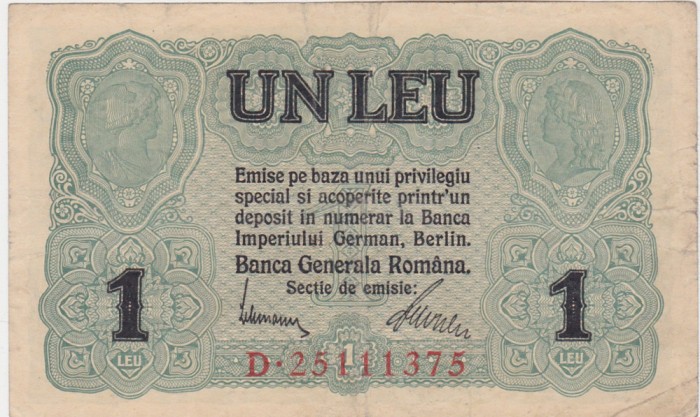 UN LEU
Emise pe baza unui privilegiu
special si acoperite printr'un
deposit in numerar la Banca
Imperiului German, Berlin.
Banca Generala Româna.
Sectie de emisie:
1
1
LEU
1
LEU
D·25111375